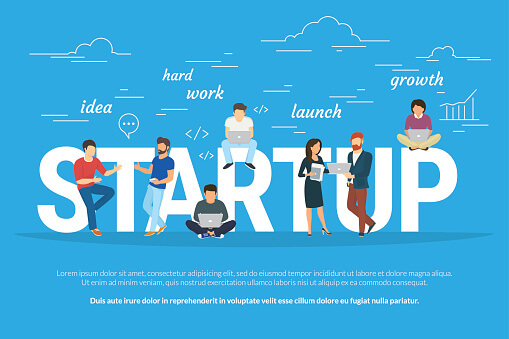 hard
work
growth
idea
launch
</>
</>
STARTUP
Lorem ipsum dolor sit amet, consectetur adipiscing elit, sed do eiusmod tempor incididunt ut labore et dolore magna aliqua.
Ut enim ad minim veniam, quis nostrud exercitation ullamco laboris nisi ut aliquip ex ea commodo consequat.
Duis aute irure dolor in reprehenderit in voluptate velit esse cillum dolore eu fugiat nulla pariatur.